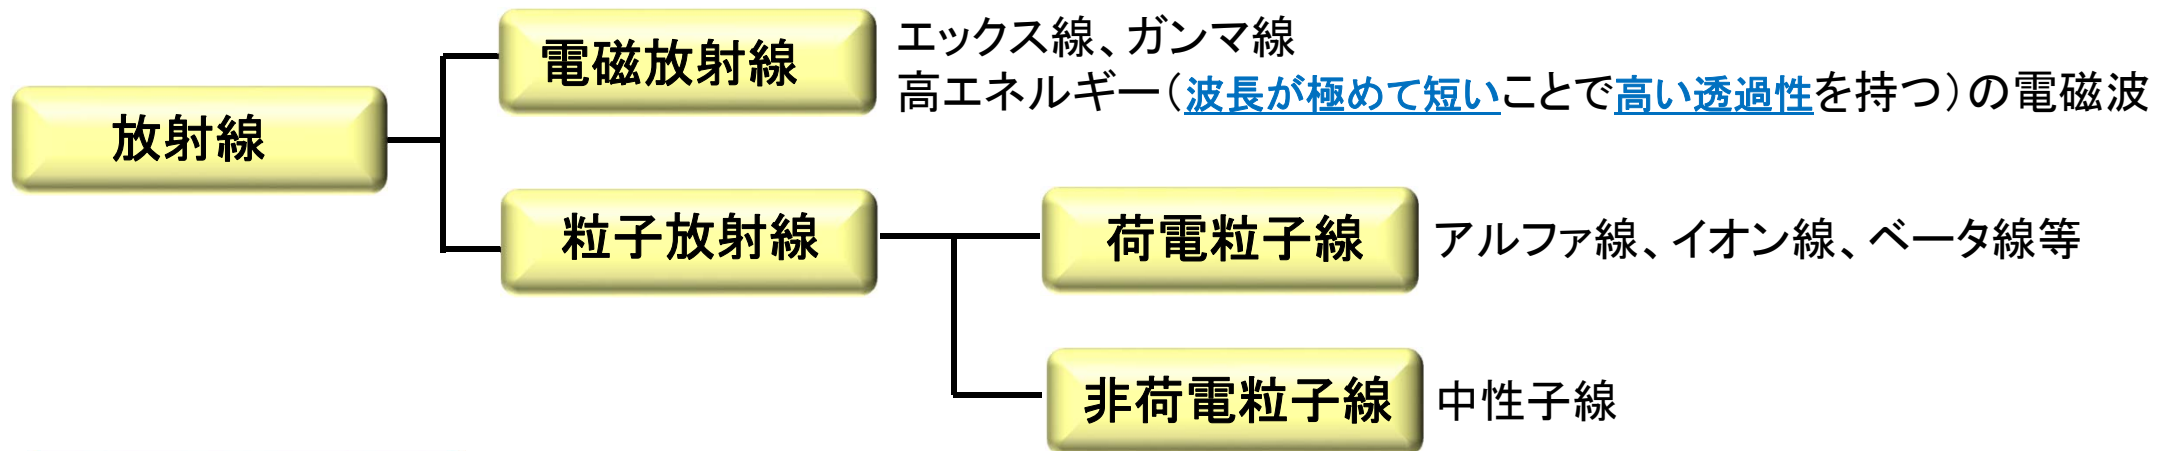 放射線
電磁放射線
エックス線、ガンマ線
高エネルギー（波長が極めて短いことで高い透過性を持つ）の電磁波
粒子放射線
荷電粒子線
アルファ線、イオン線、ベータ線等
非荷電粒子線
中性子線